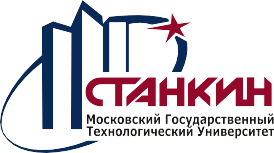 СТАНКИН
Московский Государственный
Технологический Университет